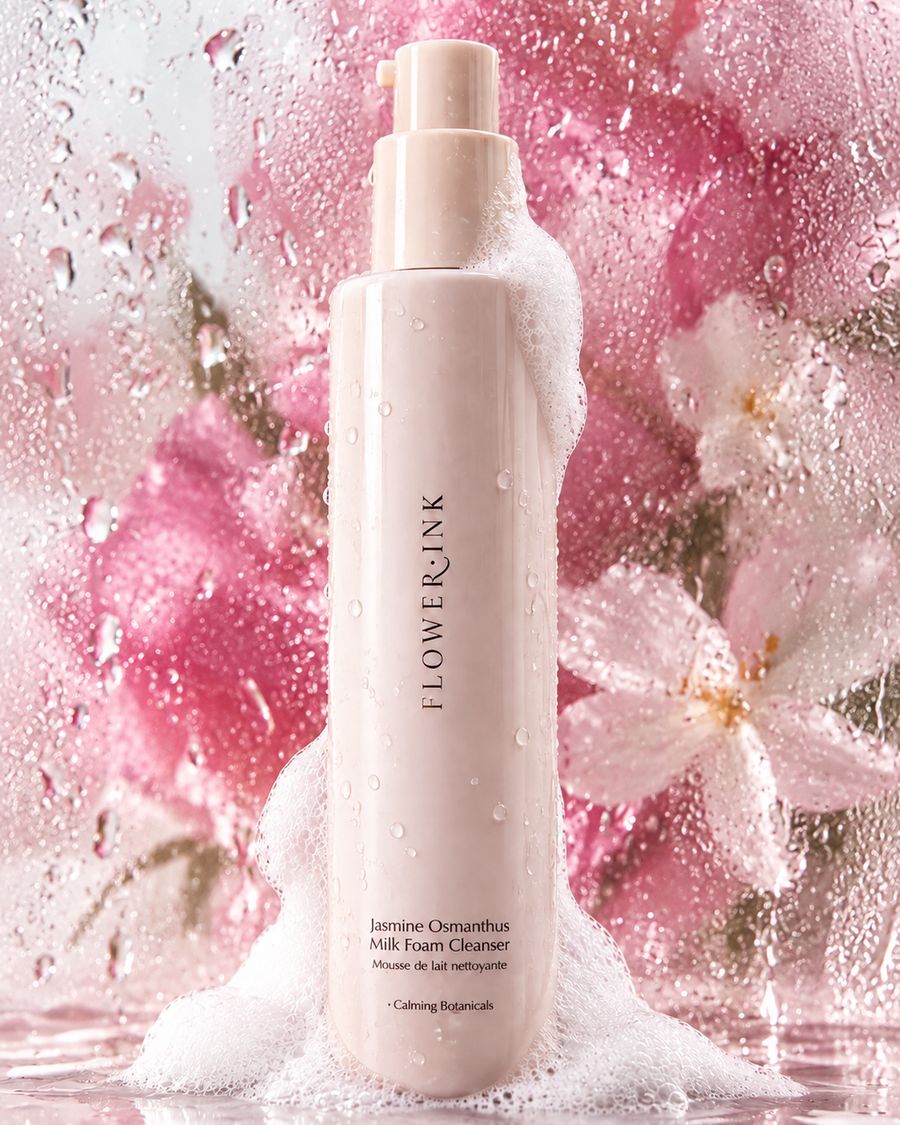 FLOWER·INK
Jasmine Osmanthus
Milk Foam Cleanser
Mousse de lait nettoyante
· Calming Botanicals